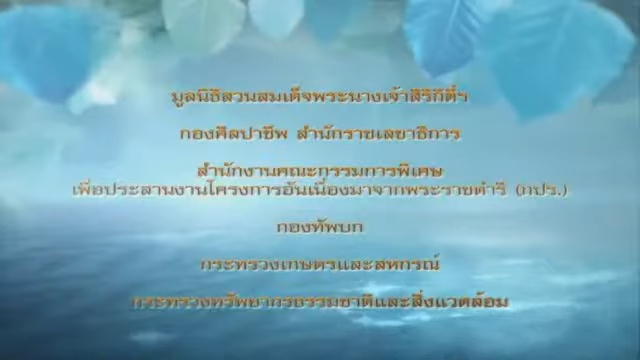 มูลนิธิสวนสมเด็จพระนางเจ้าสิริกิติ์ฯ
กองศิลปาชีพ สำนักราชเลขาธิการ
สำนักงานคณะกรรมการพิเศษ
เพื่อประสานงานโครงการอันเนื่องมาจากพระราชดำริ (กปร.)
กองทัพบก
กระทรวงเกษตรและสหกรณ์
กระทรวงทรัพยากรธรรมชาติและสิ่งแวดล้อม